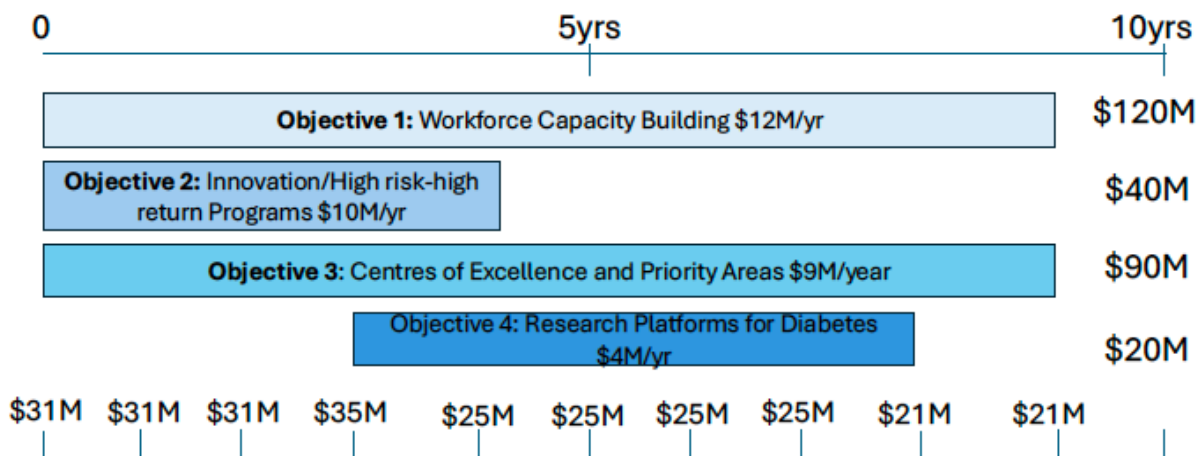 0 5yrs 10yrs
Objective 1: Workforce Capacity Building $12M/yr
$120M
Objective 2: Innovation/High risk-high
return Programs $10M/yr
$40M
Objective 3: Centres of Excellence and Priority Areas $9M/year
$90M
Objective 4: Research Platforms for Diabetes
$4M/yr
$20M
$31M $31M $31M $35M $25M $25M $25M $25M $21M $21M